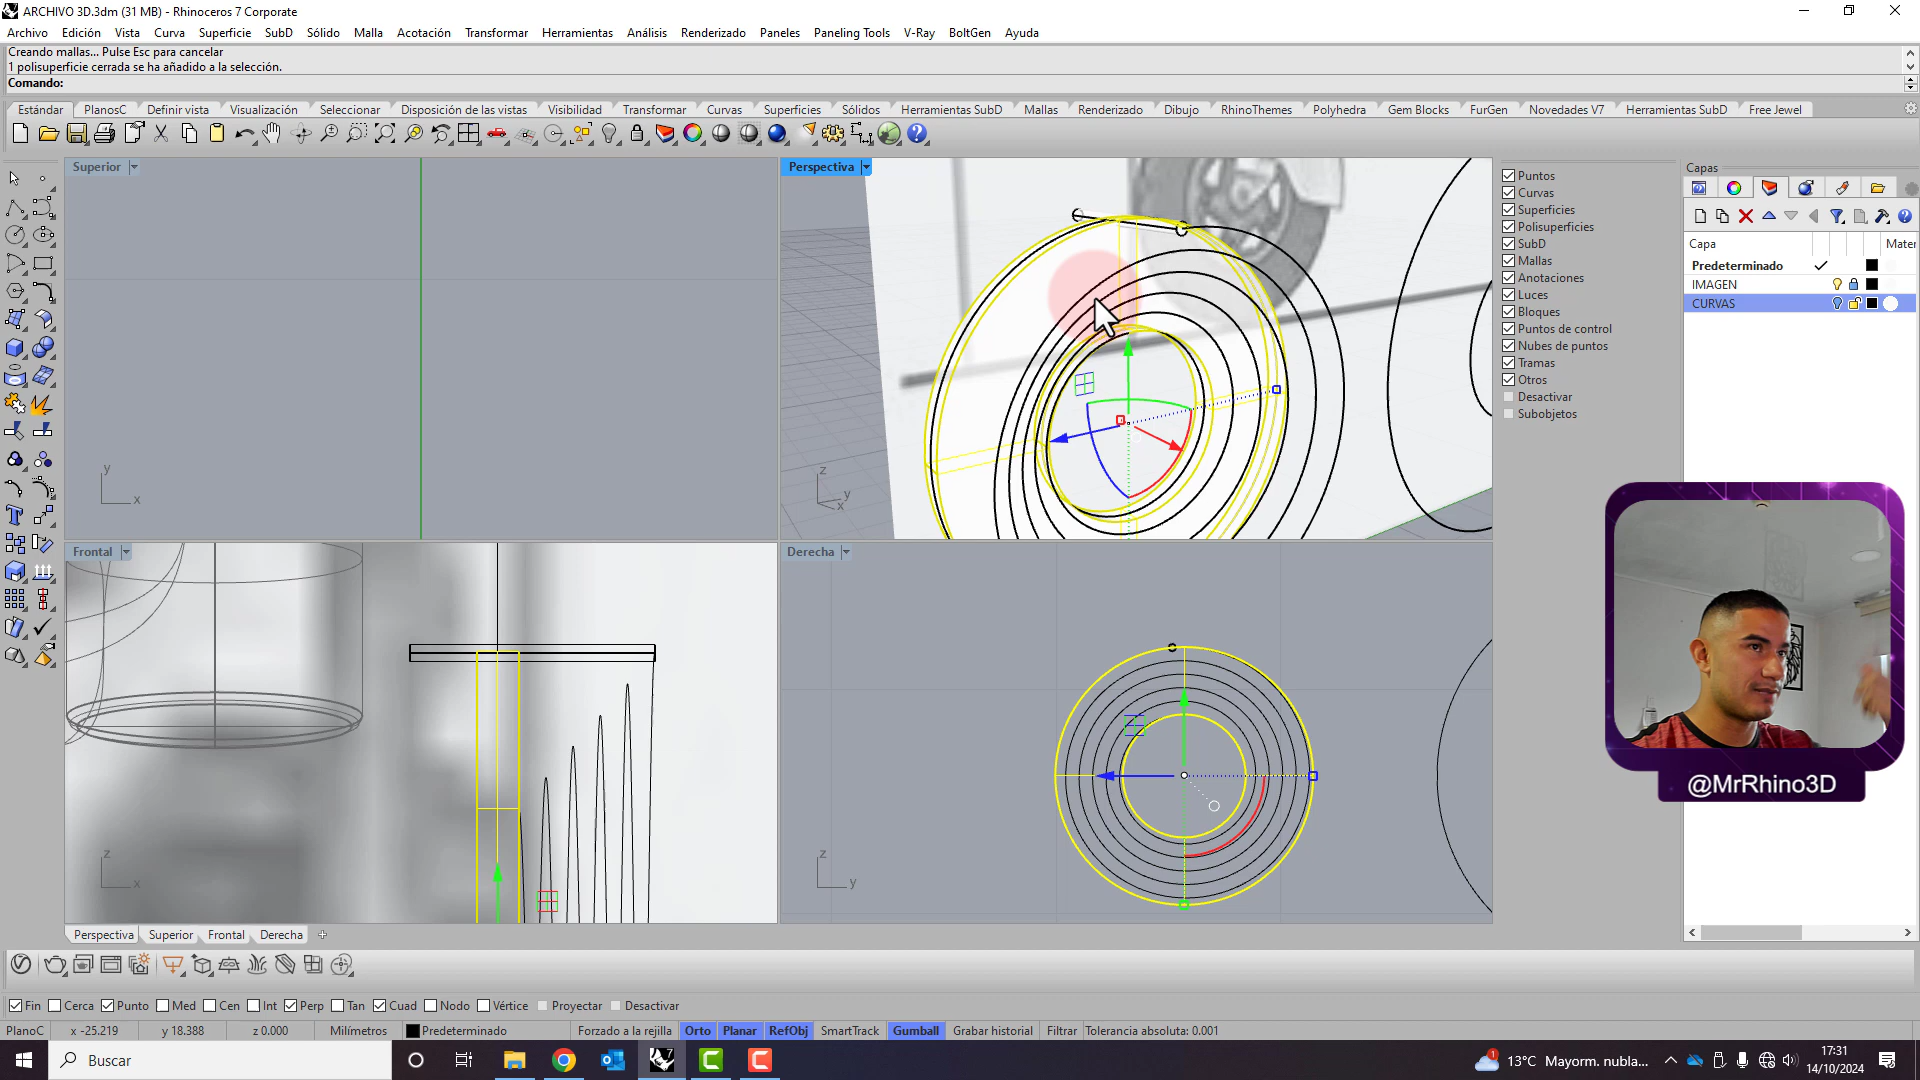 ARCHIVO 3D.3dm (31 MB) - Rhinoceros 7 Corporate
Archivo Edición Vista Curva Superficie SubD Sólido Malla Acotación Transformar Herramientas Análisis Renderizado Paneles Paneling Tools V-Ray BoltGen Ayuda
Creando mallas... Pulse Esc para cancelar
1 polisuperficie cerrada se ha añadido a la selección.
Comando:
Estándar PlanosC Definir vista Visualización Seleccionar Disposición de las vistas Visibilidad Transformar Curvas Superficies Sólidos Herramientas SubD Mallas Renderizado Dibujo RhinoThemes Polyhedra Gem Blocks FurGen Novedades V7 Herramientas SubD Free Jewel
Superior
y
x
Perspectiva
z
y
x
Frontal
z
x
Derecha
z
y
Puntos
Curvas
Superficies
Polisuperficies
SubD
Mallas
Anotaciones
Luces
Bloques
Puntos de control
Nubes de puntos
Tramas
Otros
Desactivar
Subobjetos
Capas
Capa Mater
Predeterminado
IMAGEN
CURVAS
@MrRhino3D
Perspectiva Superior Frontal Derecha
Fin Cerca Punto Med Cen Int Perp Tan Cuad Nodo Vértice Proyectar Desactivar
PlanoC x -25.219 y 18.388 z 0.000 Milímetros Predeterminado Forzado a la rejilla Orto Planar RefObj SmartTrack Gumball Grabar historial Filtrar Tolerancia absoluta: 0.001
Buscar
1
13°C Mayorm. nubla...
17:31
14/10/2024